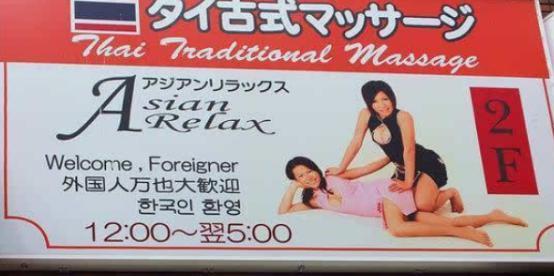 タイ古式マッサージ
Thai Traditional Massage
アジアンリラックス
Asian
Relax
Welcome , Foreigner
外国人万也大歓迎
한국인 환영
12:00～翌5:00
2F